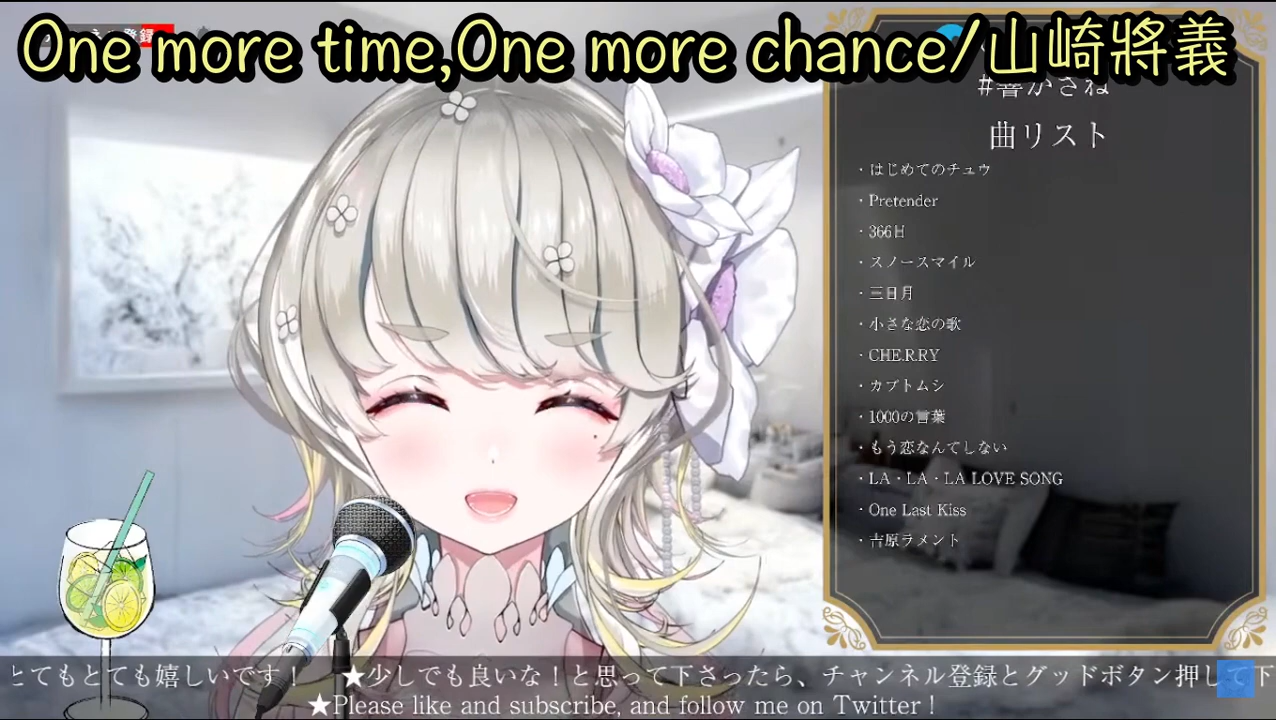 One more time,One more chance/山崎將義
#響かさね
曲リスト
・はじめてのチュウ
・Pretender
・366日
・スノースマイル
・三日月
・小さな恋の歌
・CHE.R.RY
・カブトムシ
・1000の言葉
・もう恋なんてしない
・LA・LA・LA LOVE SONG
・One Last Kiss
・吉原ラメント
とてもとても嬉しいです！ ★少しでも良いな！と思って下さったら、チャンネル登録とグッドボタン押して下
★Please like and subscribe, and follow me on Twitter !